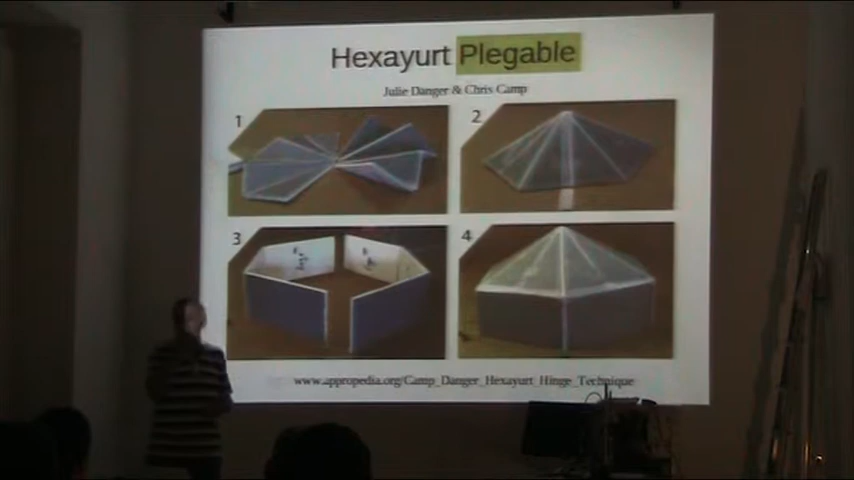 Hexayurt Plegable
Julie Danger & Chris Camp
1
2
3
4
www.appropedia.org/Camp_Danger_Hexayurt_Hinge_Technique